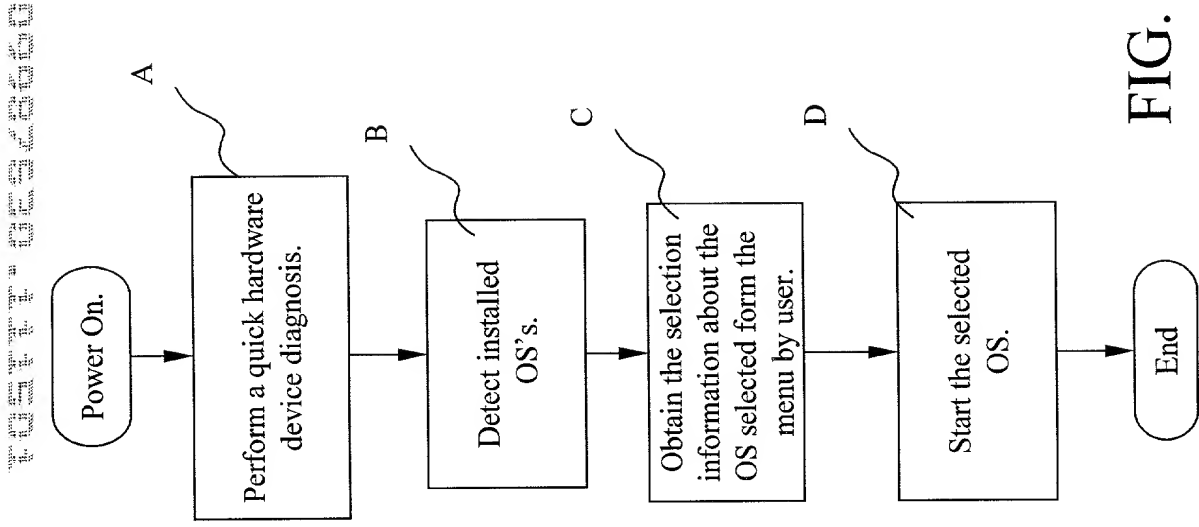 Power On.
Perform a quick hardware
device diagnosis.
A
Detect installed
OS's.
B
Obtain the selection
information about the
OS selected form the
menu by user.
C
Start the selected
OS.
D
End
FIG.